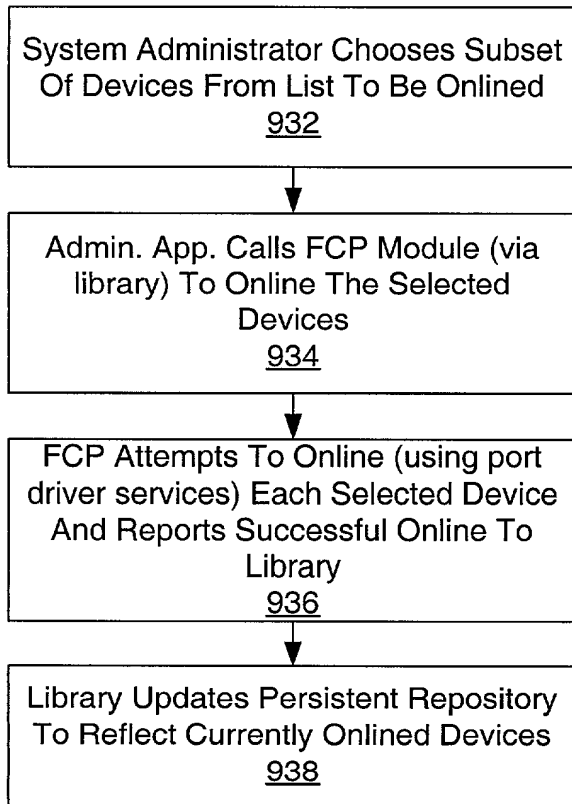 System Administrator Chooses Subset
Of Devices From List To Be Onlined
932
Admin. App. Calls FCP Module (via
library) To Online The Selected
Devices
934
FCP Attempts To Online (using port
driver services) Each Selected Device
And Reports Successful Online To
Library
936
Library Updates Persistent Repository
To Reflect Currently Onlined Devices
938